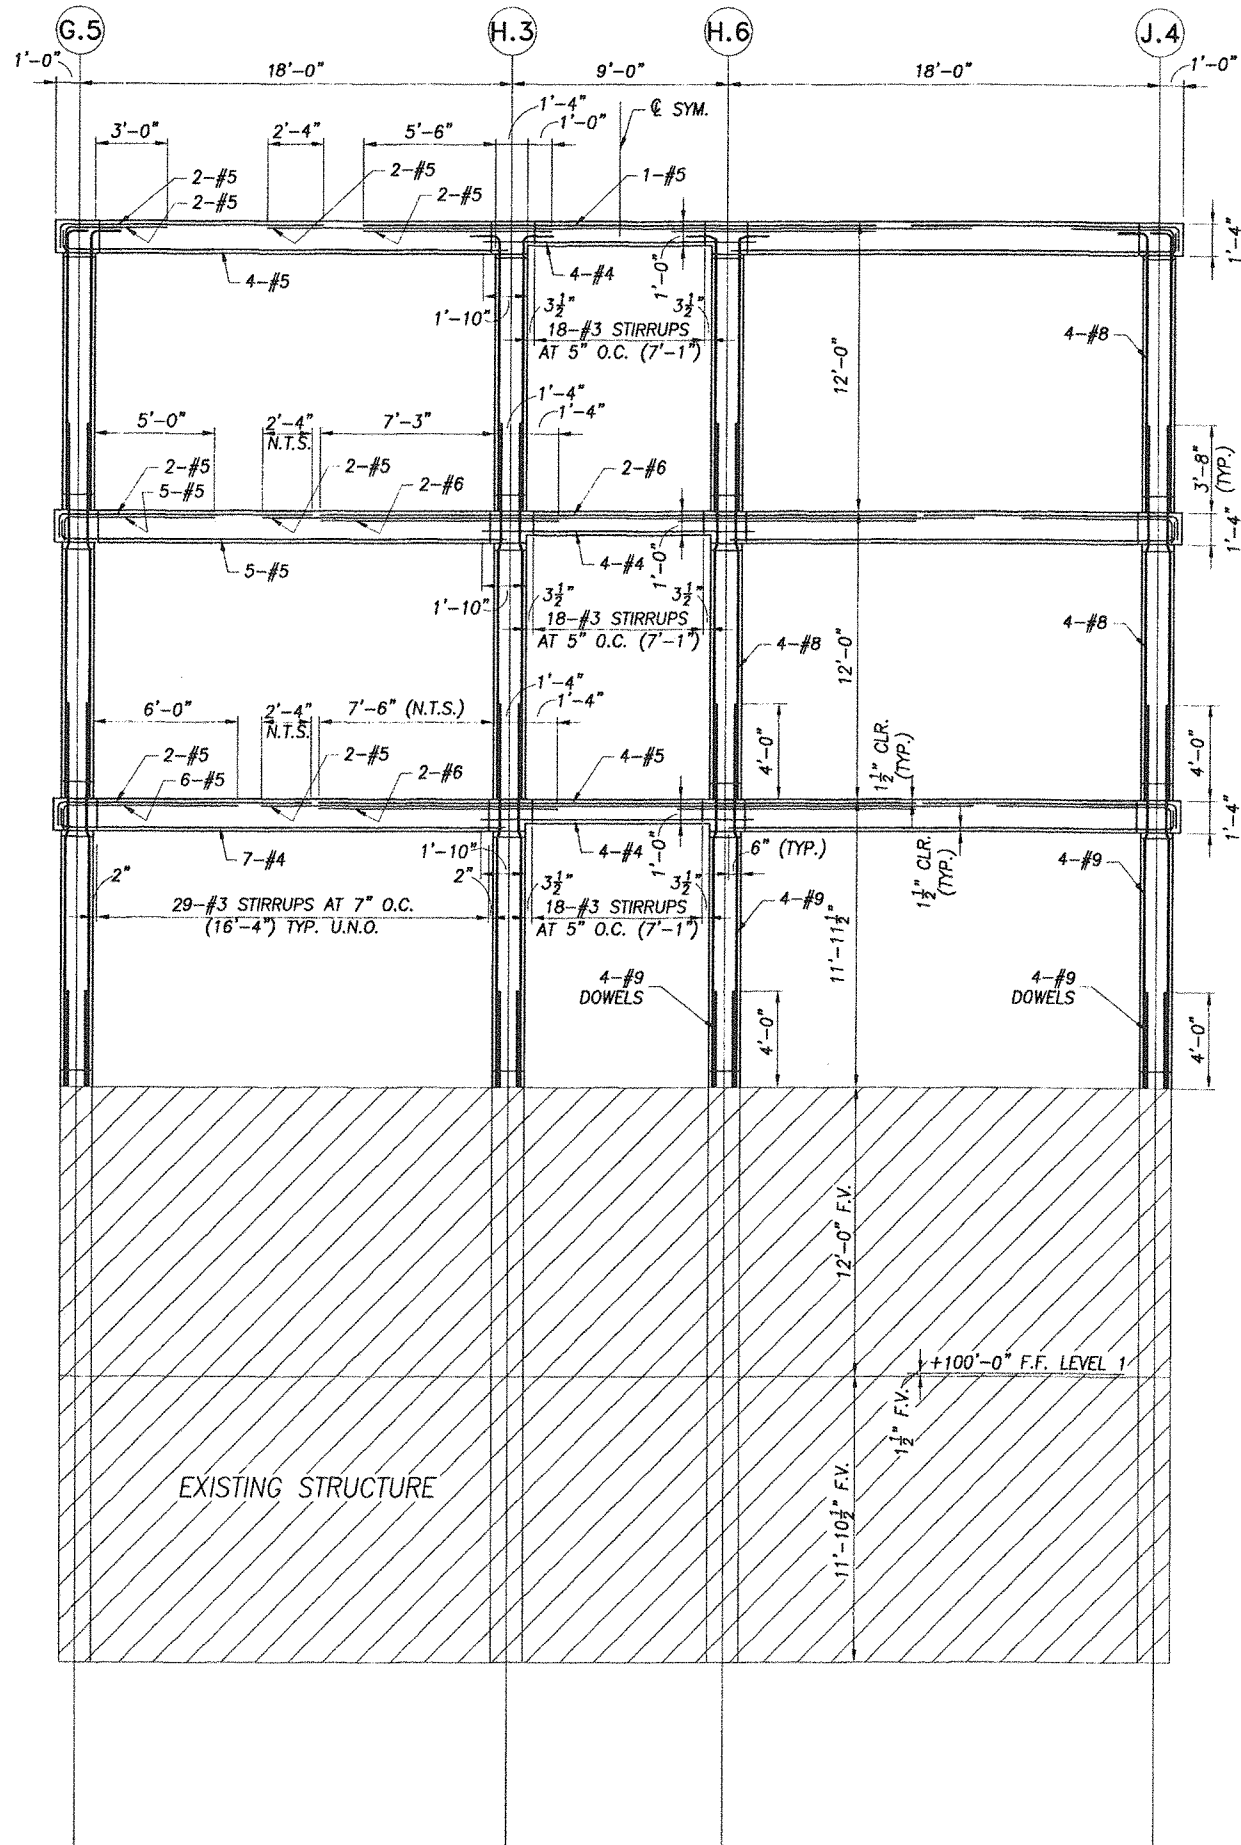 G.5
H.3
H.6
J.4
1'-0"
18'-0"
9'-0"
18'-0"
1'-0"
1'-4"
1'-0"
℄ SYM.
3'-0"
2'-4"
5'-6"
2-#5
2-#5
2-#5
2-#5
1-#5
1'-4"
4-#5
4-#4
1'-0"
1'-10"
3½"
3½"
18-#3 STIRRUPS
AT 5" O.C. (7'-1")
4-#8
12'-0"
1'-4"
1'-4"
5'-0"
2'-4"
N.T.S.
7'-3"
3'-8"
(TYP.)
2-#5
5-#5
2-#5
2-#6
2-#6
1'-4"
5-#5
4-#4
1'-0"
1'-10"
3½"
3½"
18-#3 STIRRUPS
AT 5" O.C. (7'-1")
4-#8
4-#8
12'-0"
1'-4"
1'-4"
6'-0"
2'-4"
N.T.S.
7'-6" (N.T.S.)
4'-0"
1½" CLR.
(TYP.)
4'-0"
2-#5
6-#5
2-#5
2-#6
4-#5
1'-4"
7-#4
1'-10"
4-#4
1'-0"
6" (TYP.)
1½" CLR.
(TYP.)
4-#9
2"
2"
3½"
3½"
29-#3 STIRRUPS AT 7" O.C.
(16'-4") TYP. U.N.O.
18-#3 STIRRUPS
AT 5" O.C. (7'-1")
4-#9
11'-11½"
4-#9
DOWELS
4-#9
DOWELS
4'-0"
4'-0"
12'-0" F.V.
+100'-0" F.F. LEVEL 1
1½" F.V.
EXISTING STRUCTURE
11'-10½" F.V.